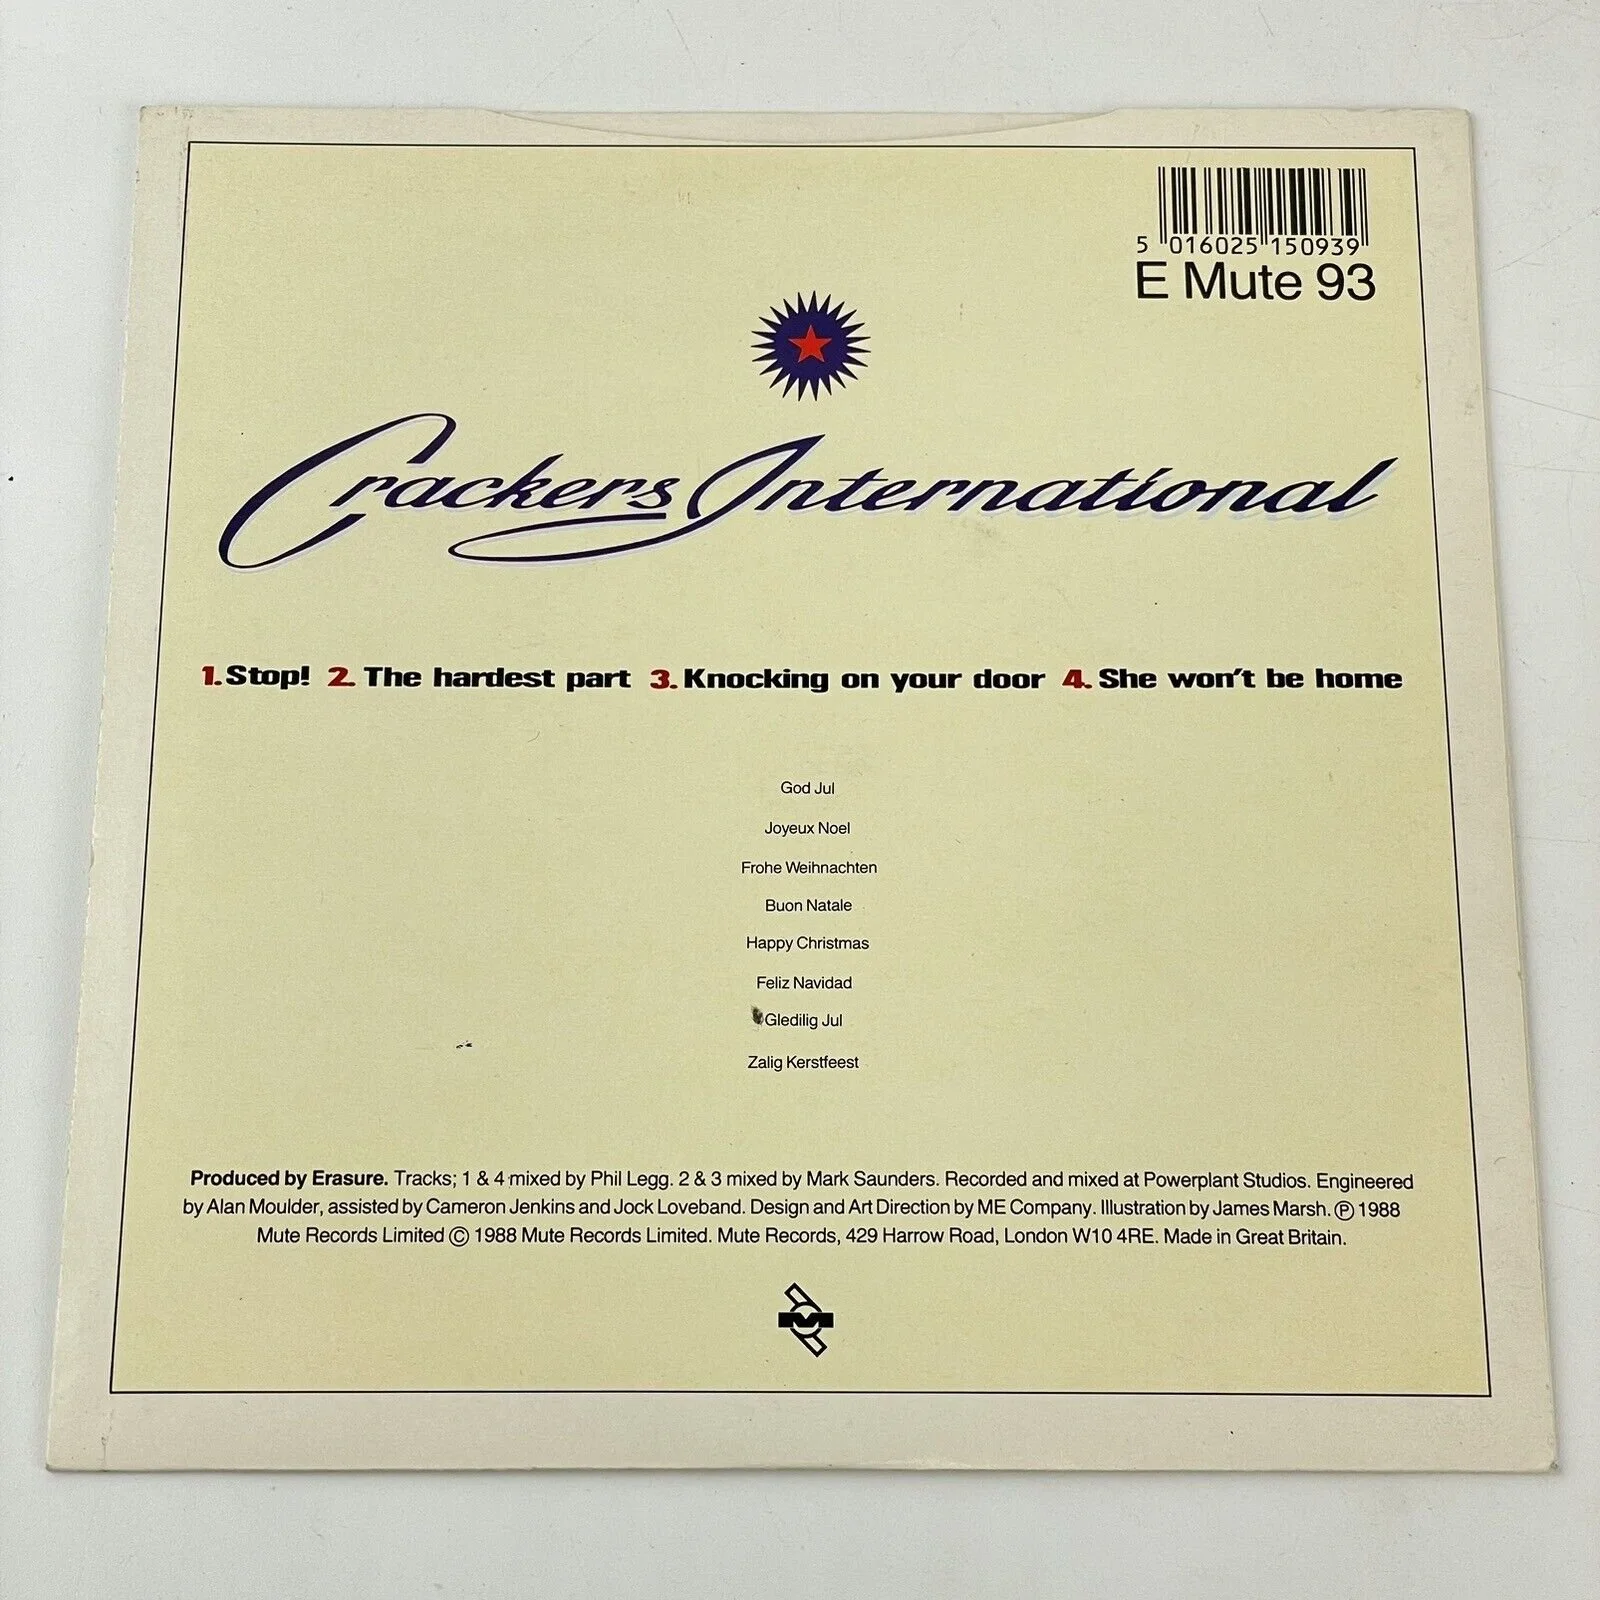 5 016025 150939
E Mute 93
Crackers International
1. Stop! 2. The hardest part 3. Knocking on your door 4. She won't be home
God Jul
Joyeux Noel
Frohe Weihnachten
Buon Natale
Happy Christmas
Feliz Navidad
Gledilig Jul
Zalig Kerstfeest
Produced by Erasure. Tracks; 1 & 4 mixed by Phil Legg. 2 & 3 mixed by Mark Saunders. Recorded and mixed at Powerplant Studios. Engineered
by Alan Moulder, assisted by Cameron Jenkins and Jock Loveband. Design and Art Direction by ME Company. Illustration by James Marsh. ℗ 1988
Mute Records Limited © 1988 Mute Records Limited. Mute Records, 429 Harrow Road, London W10 4RE. Made in Great Britain.